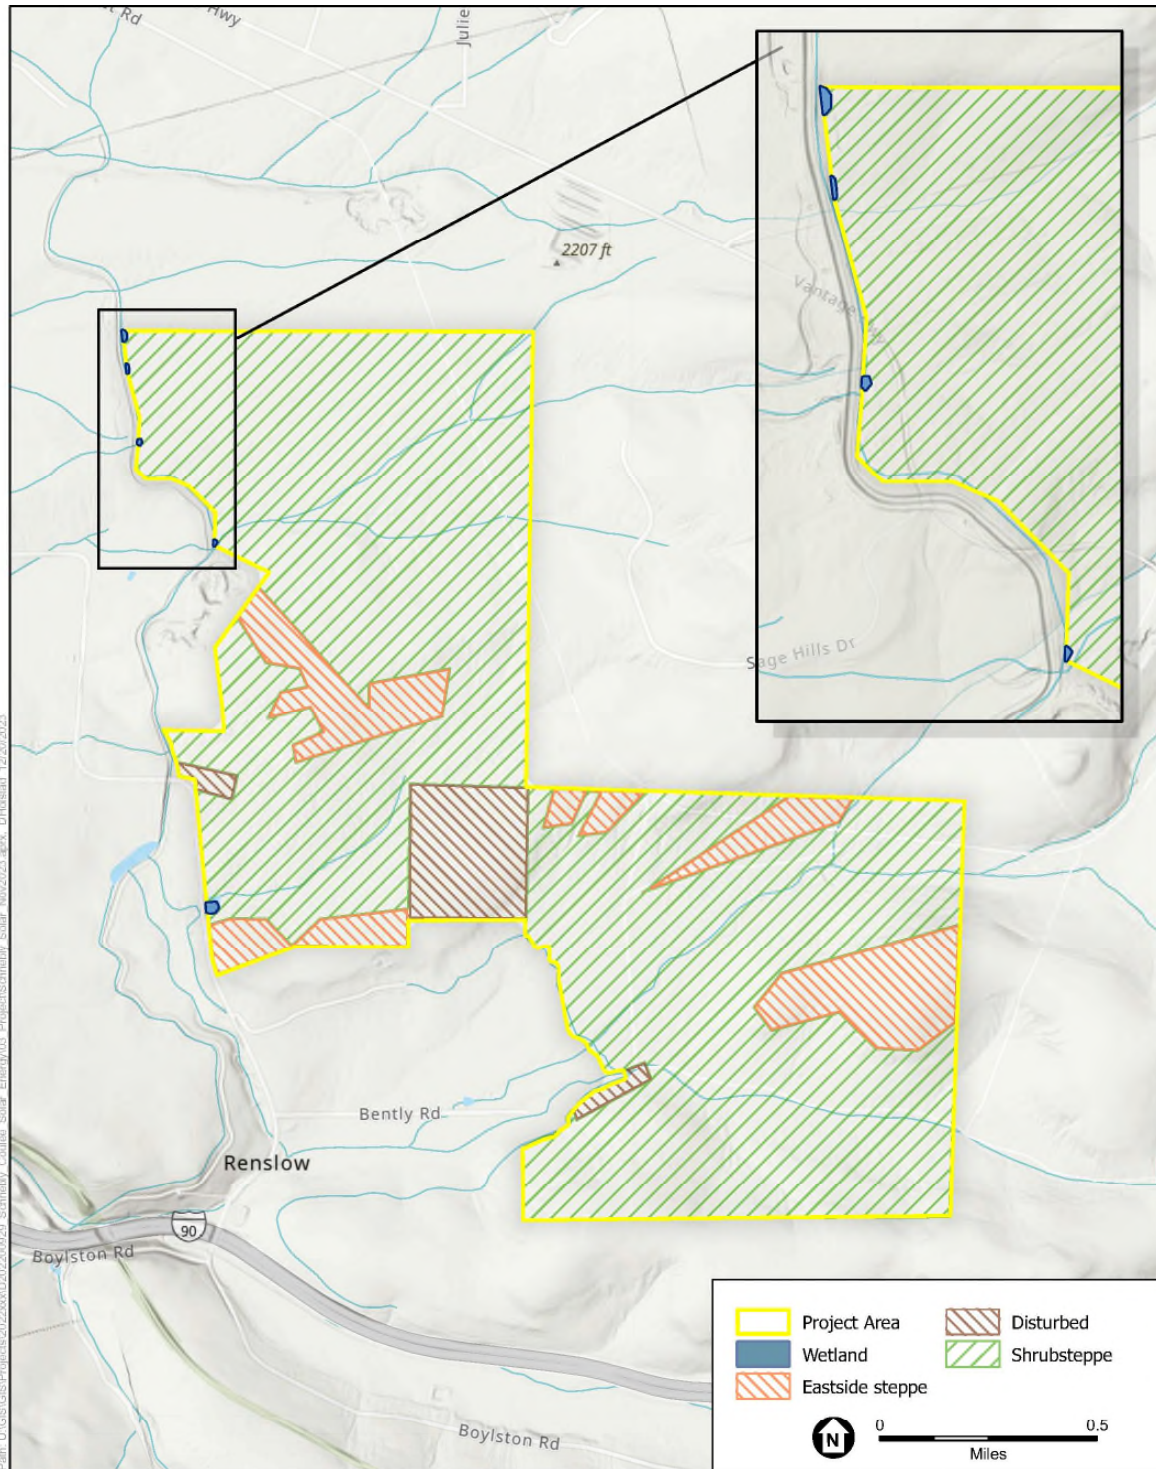 Rd
Hwy
Julie
2207 ft
Vantage Hwy
Sage Hills Dr
Bently Rd
Renslow
90
Boylston Rd
Boylston Rd
Project Area
Wetland
Eastside steppe
Disturbed
Shrubsteppe
N
0
0.5
Miles